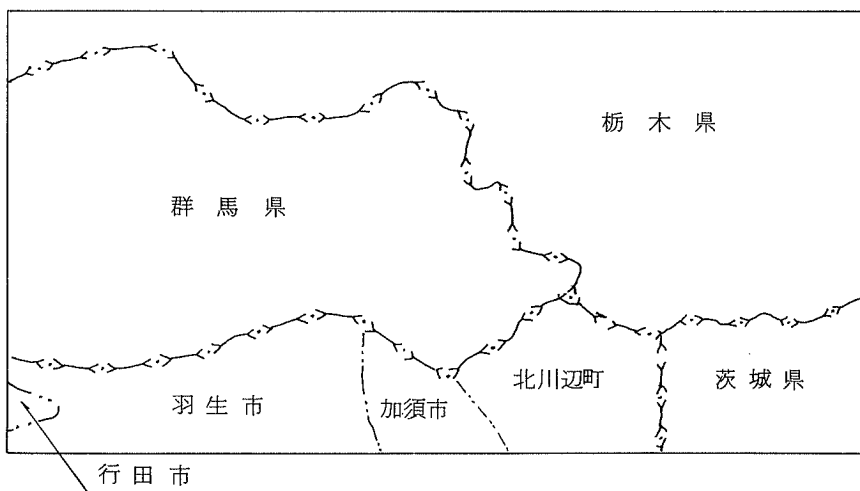 栃木県
群馬県
北川辺町
茨城県
羽生市
加須市
行田市